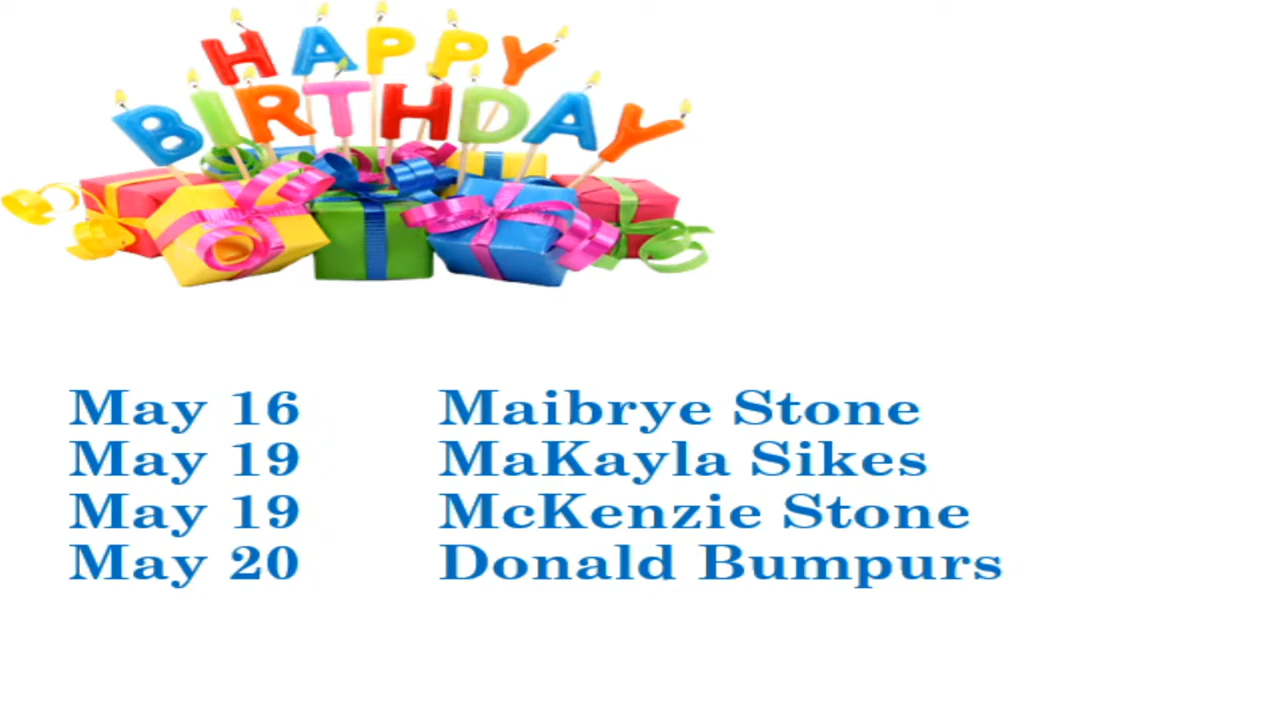 HAPPY
BIRTHDAY
May 16 Maibrye Stone
May 19 MaKayla Sikes
May 19 McKenzie Stone
May 20 Donald Bumpurs